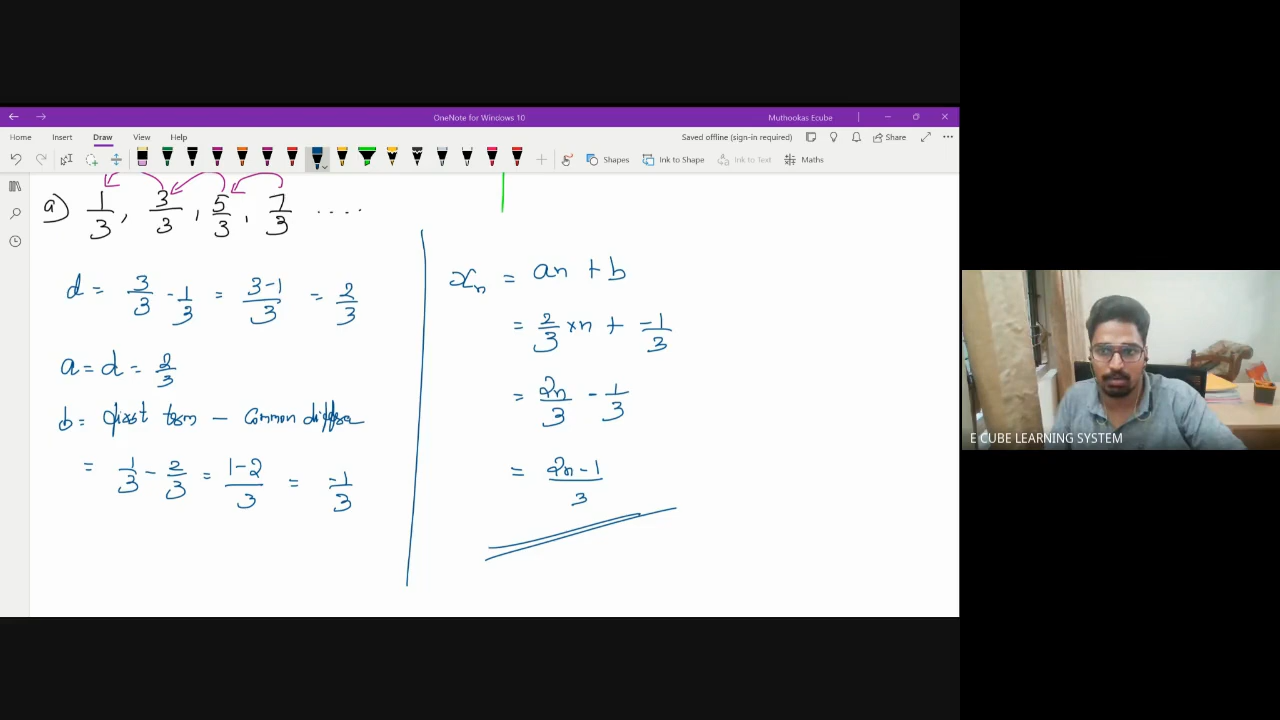 OneNote for Windows 10
Muthookas Ecube
Home Insert Draw View Help
Saved offline (sign-in required)
Share
Shapes
Ink to Shape
Ink to Text
Maths
a) 1/3, 3/3, 5/3, 7/3 ....
d = 3/3 - 1/3 = 3-1/3 = 2/3
a = d = 2/3
b = first term - Common
= 1/3 - 2/3 = 1-2/3 = -1/3
xn = an + b
= 2/3 × n + -1/3
= 2n/3 - 1/3
= 2n-1/3
E CUBE LEARNING SYSTEM